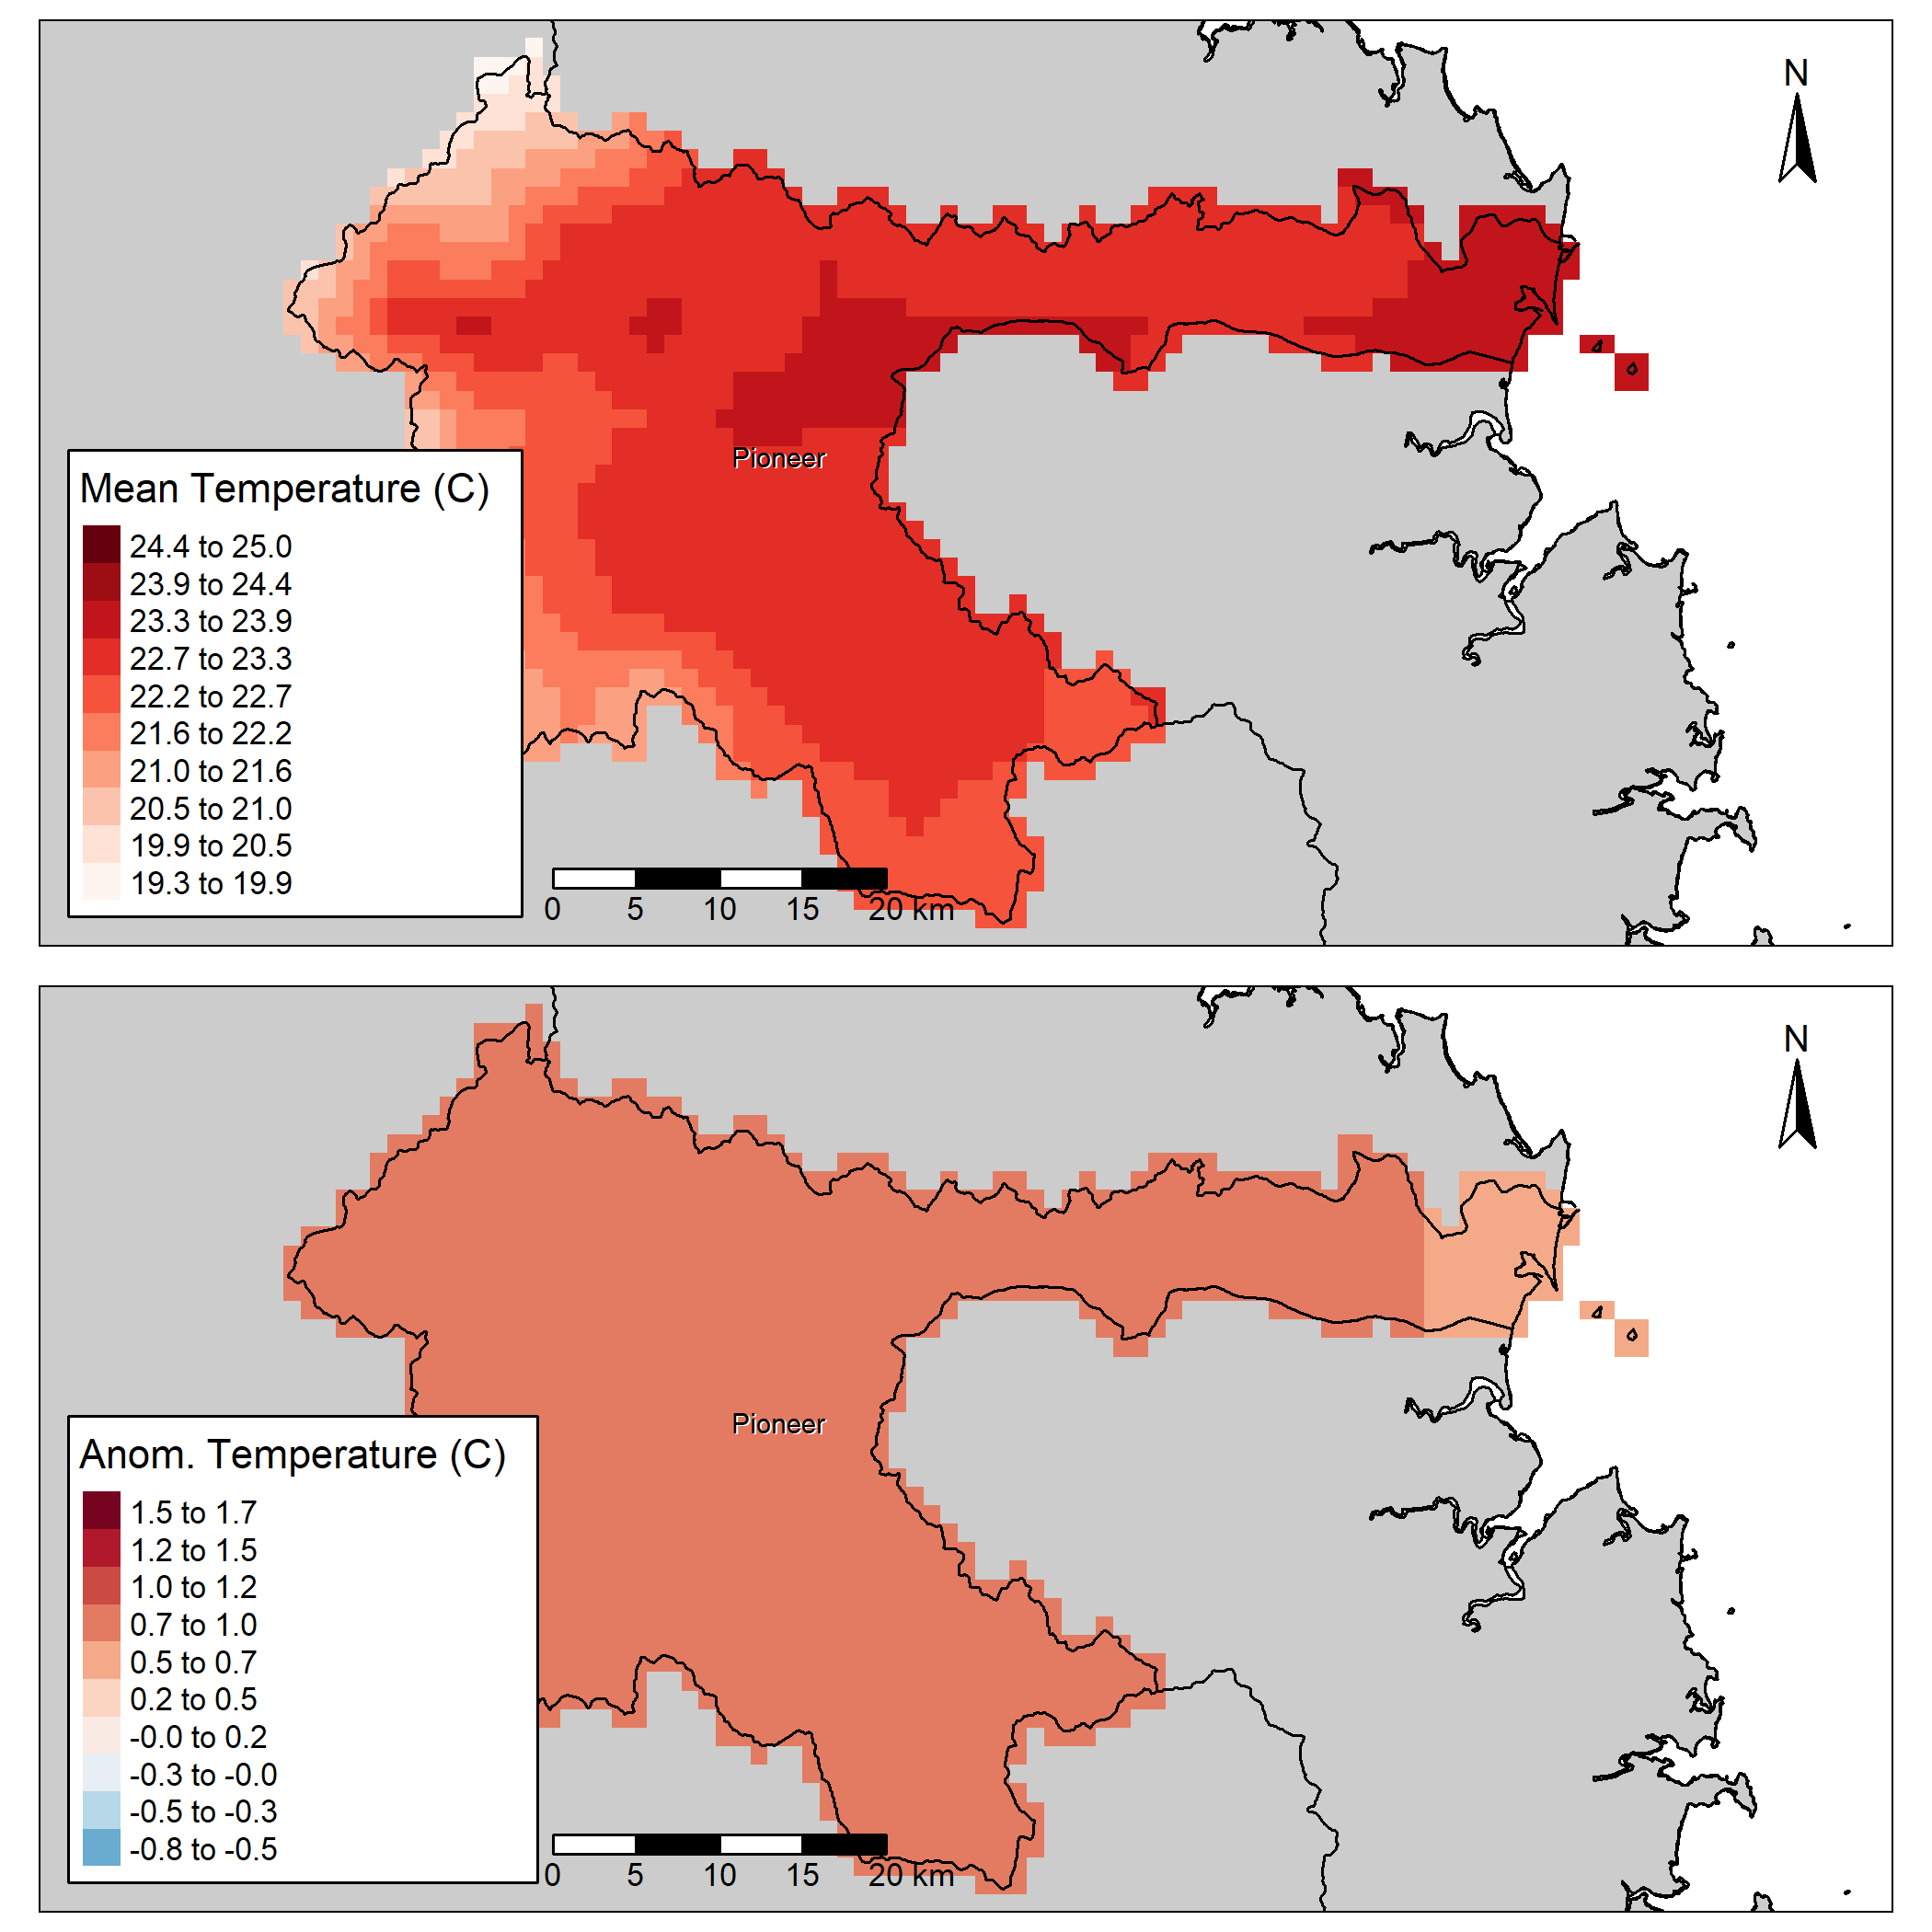 N
Pioneer
Mean Temperature (C)
24.4 to 25.0
23.9 to 24.4
23.3 to 23.9
22.7 to 23.3
22.2 to 22.7
21.6 to 22.2
21.0 to 21.6
20.5 to 21.0
19.9 to 20.5
19.3 to 19.9
0 5 10 15 20 km
N
Pioneer
Anom. Temperature (C)
1.5 to 1.7
1.2 to 1.5
1.0 to 1.2
0.7 to 1.0
0.5 to 0.7
0.2 to 0.5
-0.0 to 0.2
-0.3 to -0.0
-0.5 to -0.3
-0.8 to -0.5
0 5 10 15 20 km